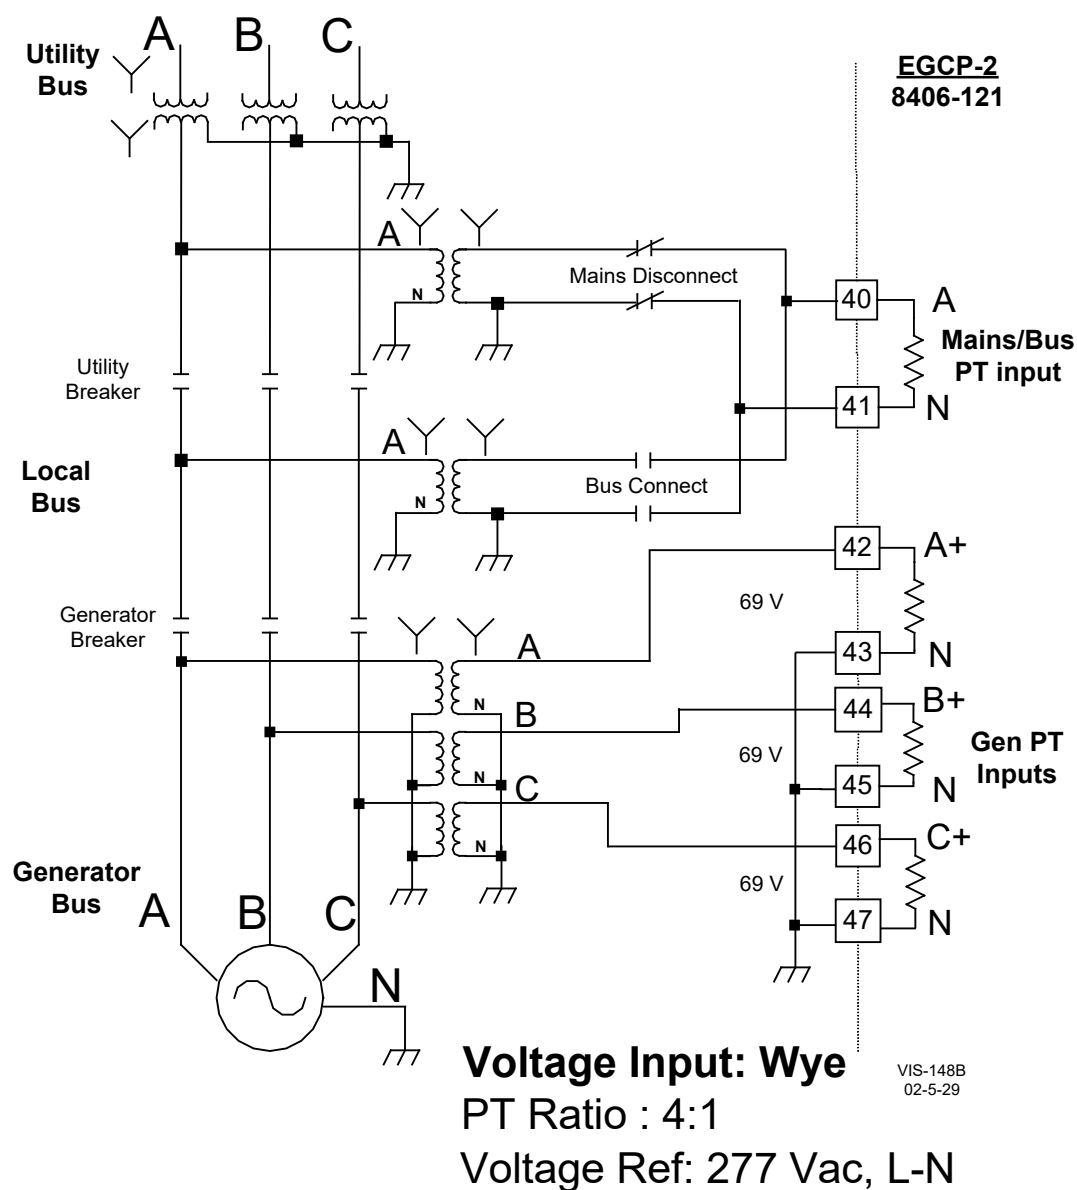 A B C
Utility
Bus
EGCP-2
8406-121
A
N
Mains Disconnect
40 A
Mains/Bus
PT input
41 N
Utility
Breaker
Local
Bus
A
N
Bus Connect
42 A+
69 V
43 N
Generator
Breaker
A
N
B
N
C
N
44 B+
69 V
45 N
Gen PT
Inputs
46 C+
69 V
47 N
Generator
Bus
A B C
N
Voltage Input: Wye
PT Ratio : 4:1
Voltage Ref: 277 Vac, L-N
VIS-148B
02-5-29